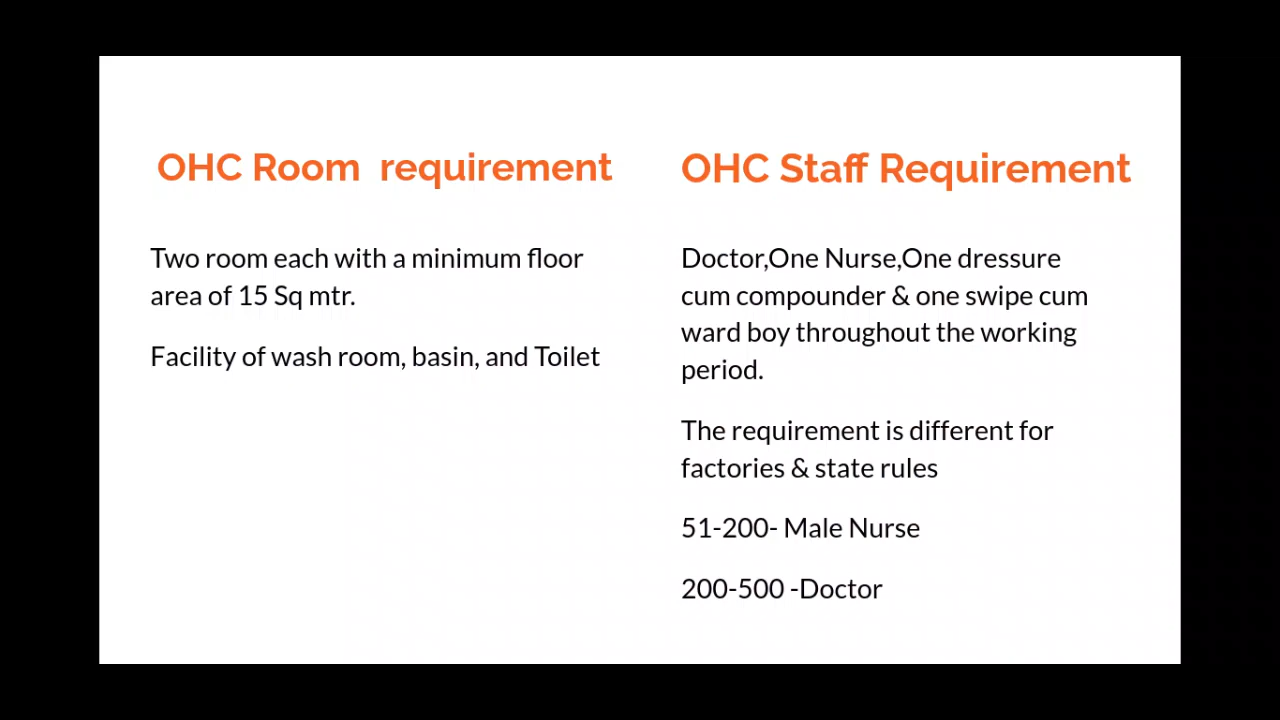 OHC Room  requirement
Two room each with a minimum floor
area of 15 Sq mtr.
Facility of wash room, basin, and Toilet
OHC Staff Requirement
Doctor,One Nurse,One dressure
cum compounder & one swipe cum
ward boy throughout the working
period.
The requirement is different for
factories & state rules
51-200- Male Nurse
200-500 -Doctor